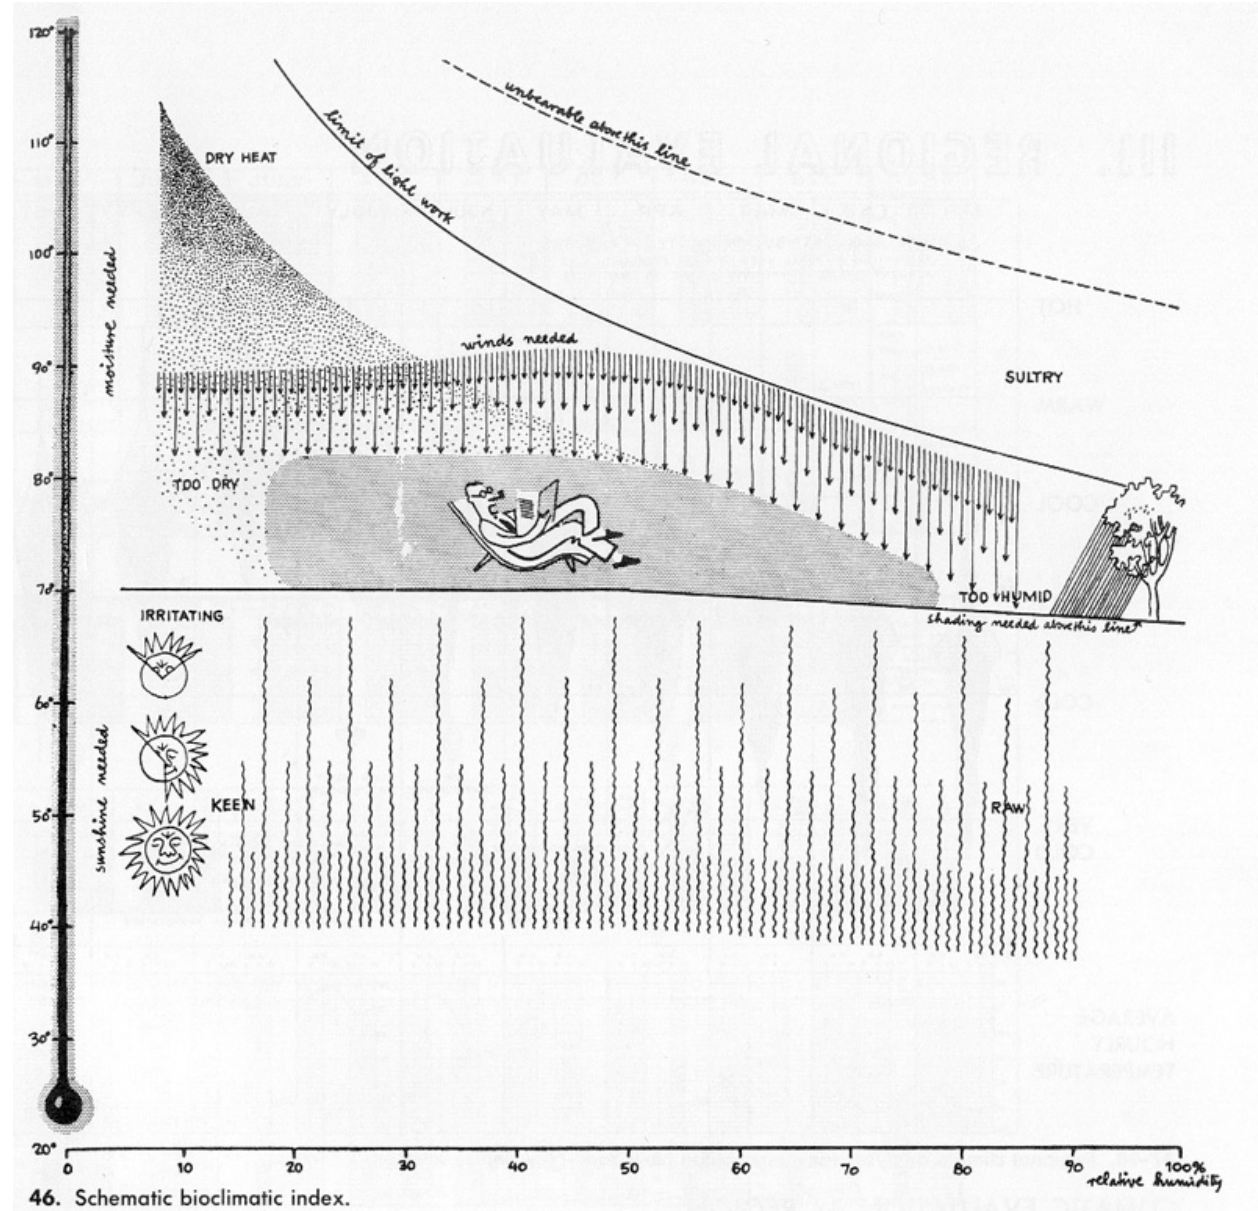 120°
110°
100°
90°
80°
70°
60°
50°
40°
30°
20°
moisture needed
sunshine needed
DRY HEAT
limit of light work
unbearable above this line
winds needed
SULTRY
TOO DRY
TOO HUMID
shading needed above this line
IRRITATING
KEEN
RAW
0 10 20 30 40 50 60 70 80 90 100%
relative humidity
46. Schematic bioclimatic index.
III. REGIONAL EVALUATION
HOT
WARM
COOL
COLD
VERY COLD
AVERAGE
HOURLY
TEMPERATURE